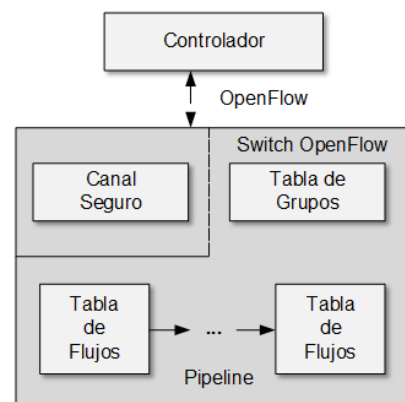 Controlador
OpenFlow
Switch OpenFlow
Canal
Seguro
Tabla de
Grupos
Tabla
de
Flujos
...
Tabla
de
Flujos
Pipeline